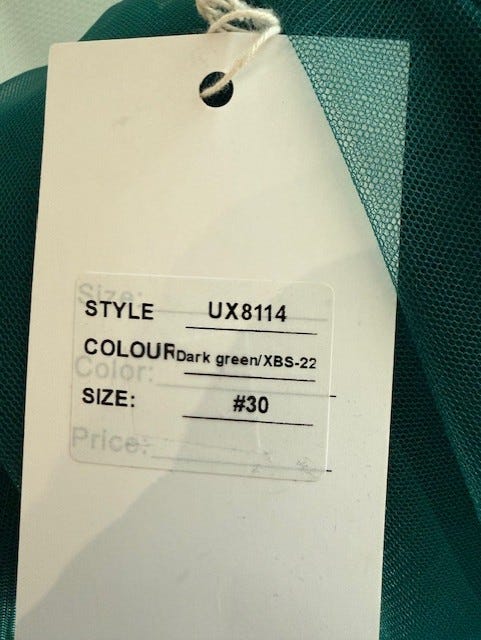 Size:
STYLE UX8114
COLOUR Dark green/XBS-22
Color:
SIZE: #30
Price: